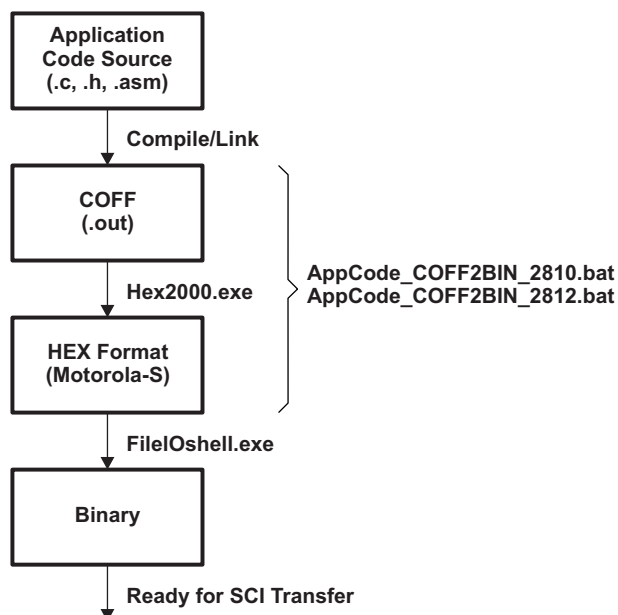 Application
Code Source
(.c, .h, .asm)
Compile/Link
COFF
(.out)
AppCode_COFF2BIN_2810.bat
AppCode_COFF2BIN_2812.bat
Hex2000.exe
HEX Format
(Motorola-S)
FileIOshell.exe
Binary
Ready for SCI Transfer